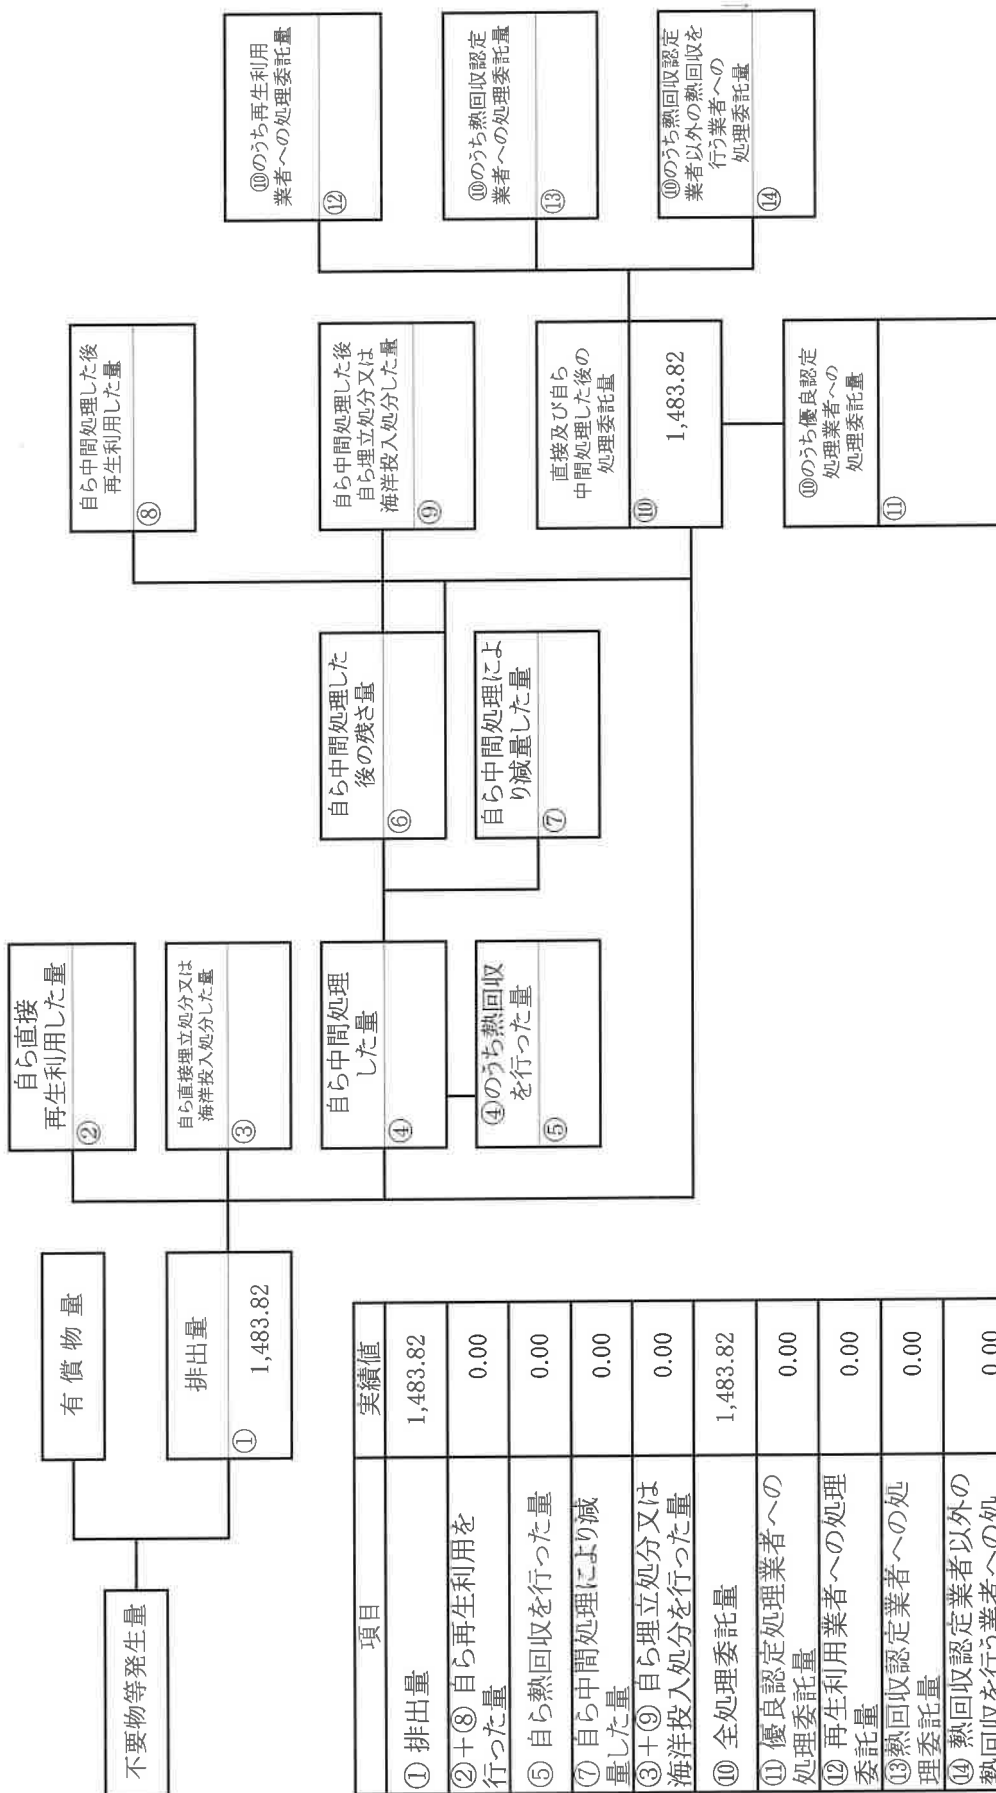 不要物等発生量
有償物量
排出量
①
1,483.82
自ら直接
再生利用した量
②
自ら直接埋立処分又は
海洋投入処分した量
③
自ら中間処理
した量
④
④のうち熱回収
を行った量
⑤
自ら中間処理した
後の残さ量
⑥
自ら中間処理によ
り減量した量
⑦
自ら中間処理した後
再生利用した量
⑧
自ら中間処理した後
自ら埋立処分又は
海洋投入処分した量
⑨
直接及び自ら
中間処理した後の
処理委託量
⑩
1,483.82
⑩のうち優良認定
処理業者への
処理委託量
⑪
⑩のうち再生利用
業者への処理委託量
⑫
⑩のうち熱回収認定
業者への処理委託量
⑬
⑩のうち熱回収認定
業者以外の熱回収を
行う業者への
処理委託量
⑭
項目 実績値
① 排出量 1,483.82
②+⑧ 自ら再生利用を
行った量 0.00
⑤ 自ら熱回収を行った量 0.00
⑦ 自ら中間処理により減
量した量 0.00
③+⑨ 自ら埋立処分又は
海洋投入処分を行った量 0.00
⑩ 全処理委託量 1,483.82
⑪ 優良認定処理業者への
処理委託量 0.00
⑫ 再生利用業者への処理
委託量 0.00
⑬熱回収認定業者への処
理委託量 0.00
⑭ 熱回収認定業者以外の
熱回収を行う業者への処 0.00